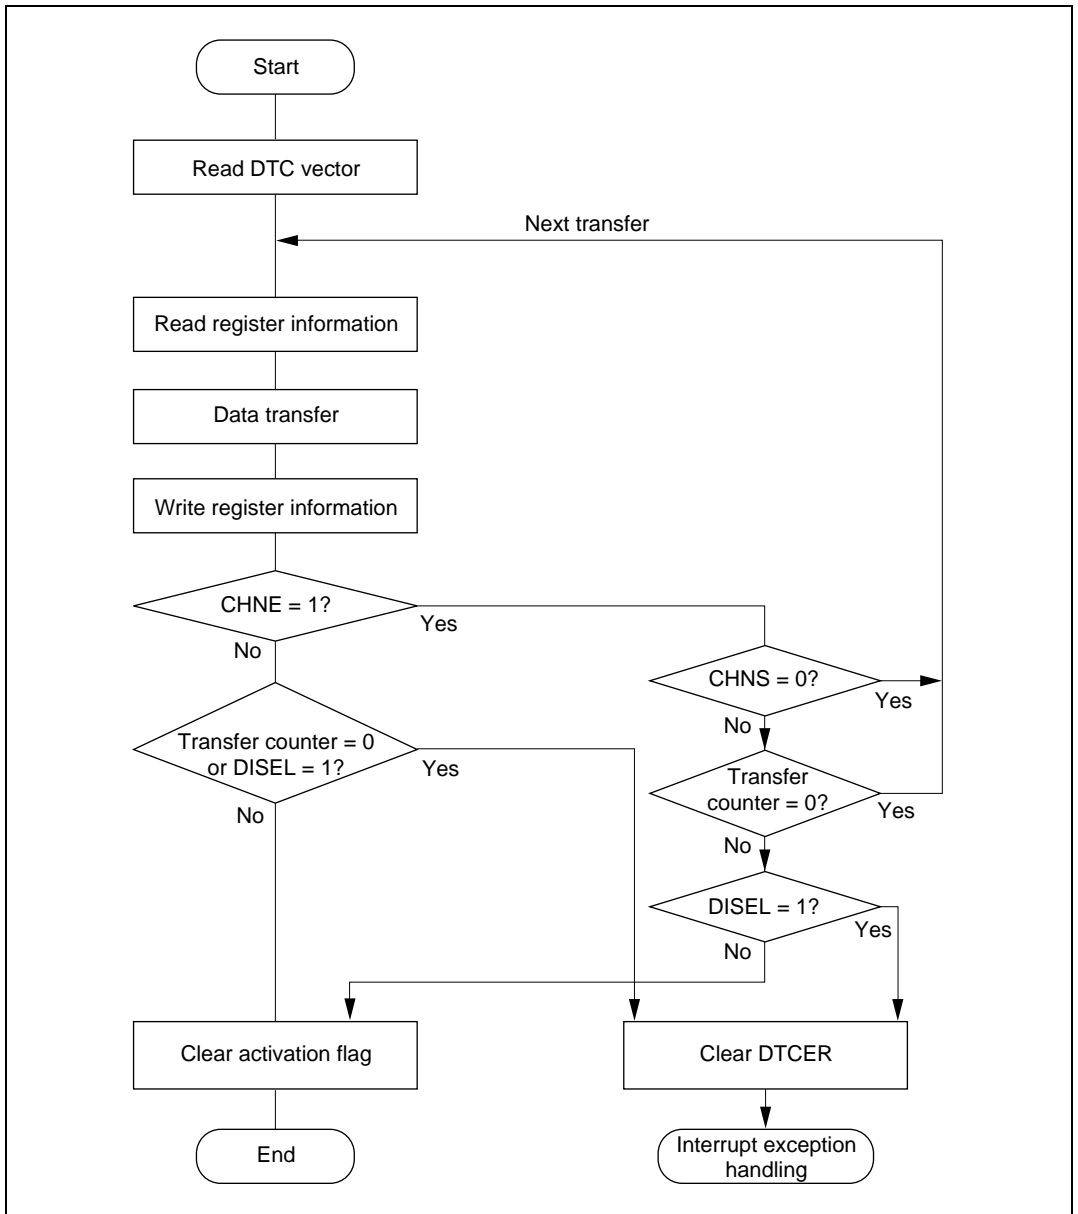 Start
Read DTC vector
Next transfer
Read register information
Data transfer
Write register information
CHNE = 1?
Yes
No
CHNS = 0?
Yes
No
Transfer counter = 0
or DISEL = 1?
Yes
No
Transfer
counter = 0?
Yes
No
DISEL = 1?
Yes
No
Clear activation flag
Clear DTCER
End
Interrupt exception
handling